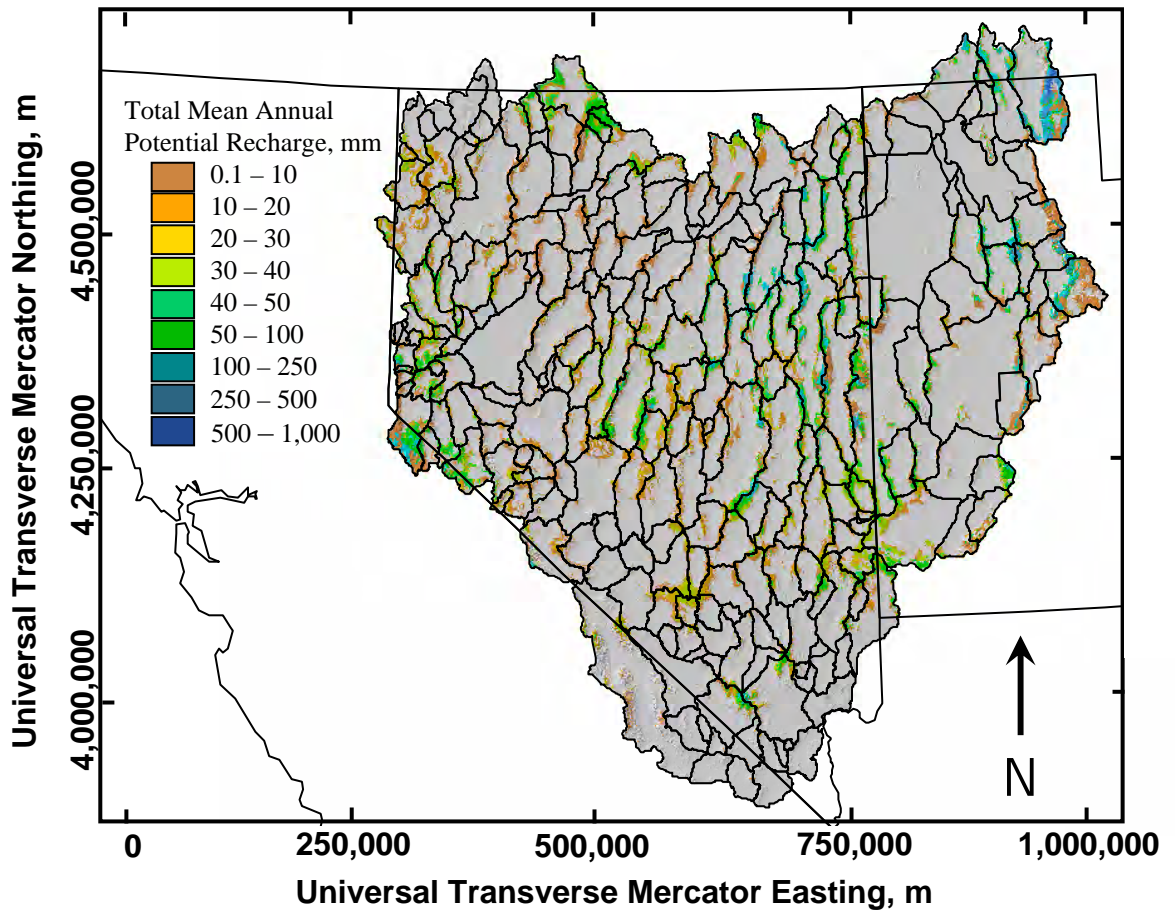 Total Mean Annual
Potential Recharge, mm
0.1 – 10
10 – 20
20 – 30
30 – 40
40 – 50
50 – 100
100 – 250
250 – 500
500 – 1,000
Universal Transverse Mercator Northing, m
4,500,000
4,250,000
4,000,000
N
0
250,000
500,000
750,000
1,000,000
Universal Transverse Mercator Easting, m